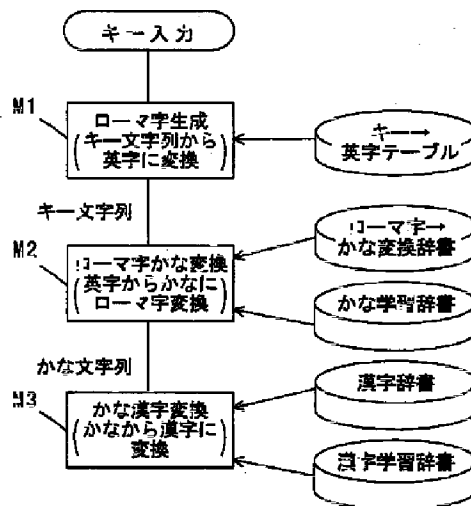 キー入力
M1
ローマ字生成
(キー文字列から
英字に変換)
キー→
英字テーブル
キー文字列
M2
ローマ字かな変換
(英字からかなに
ローマ字変換)
ローマ字→
かな変換辞書
かな学習辞書
かな文字列
M3
かな漢字変換
(かなから漢字に
変換)
漢字辞書
漢字学習辞書